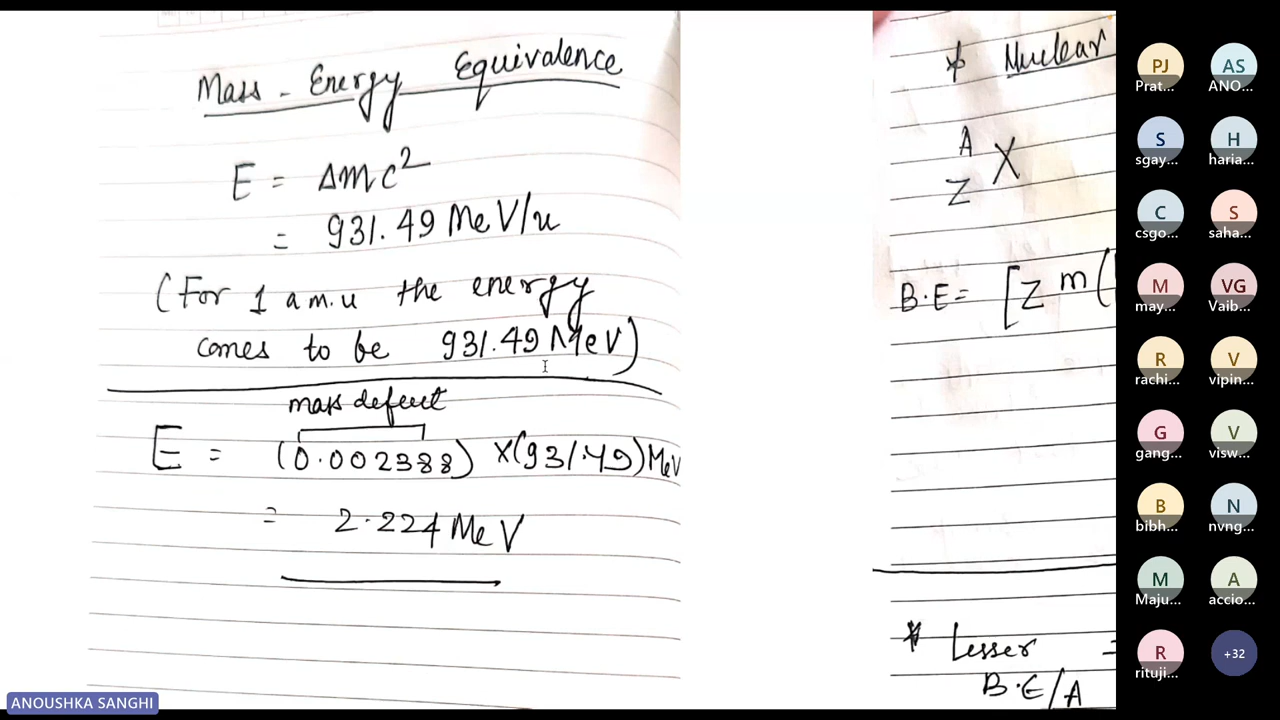 Mass - Energy Equivalence
E = Δmc²
= 931.49 MeV/u
(For 1 a m.u the energy
comes to be 931.49 MeV)
mass defect
E = (0.002388) X(931.49)MeV
= 2.224 MeV
* Nuclear
A
Z X
B.E = [Z m(
* Lesser =
B.E/A
PJ
Prat...
AS
ANO...
S
sgay...
H
haria...
C
csgo...
S
saha...
M
may...
VG
Vaib...
R
rachi...
V
vipin...
G
gang...
V
visw...
B
bibh...
N
nvng...
M
Maju...
A
accio...
R
rituji...
+32
ANOUSHKA SANGHI